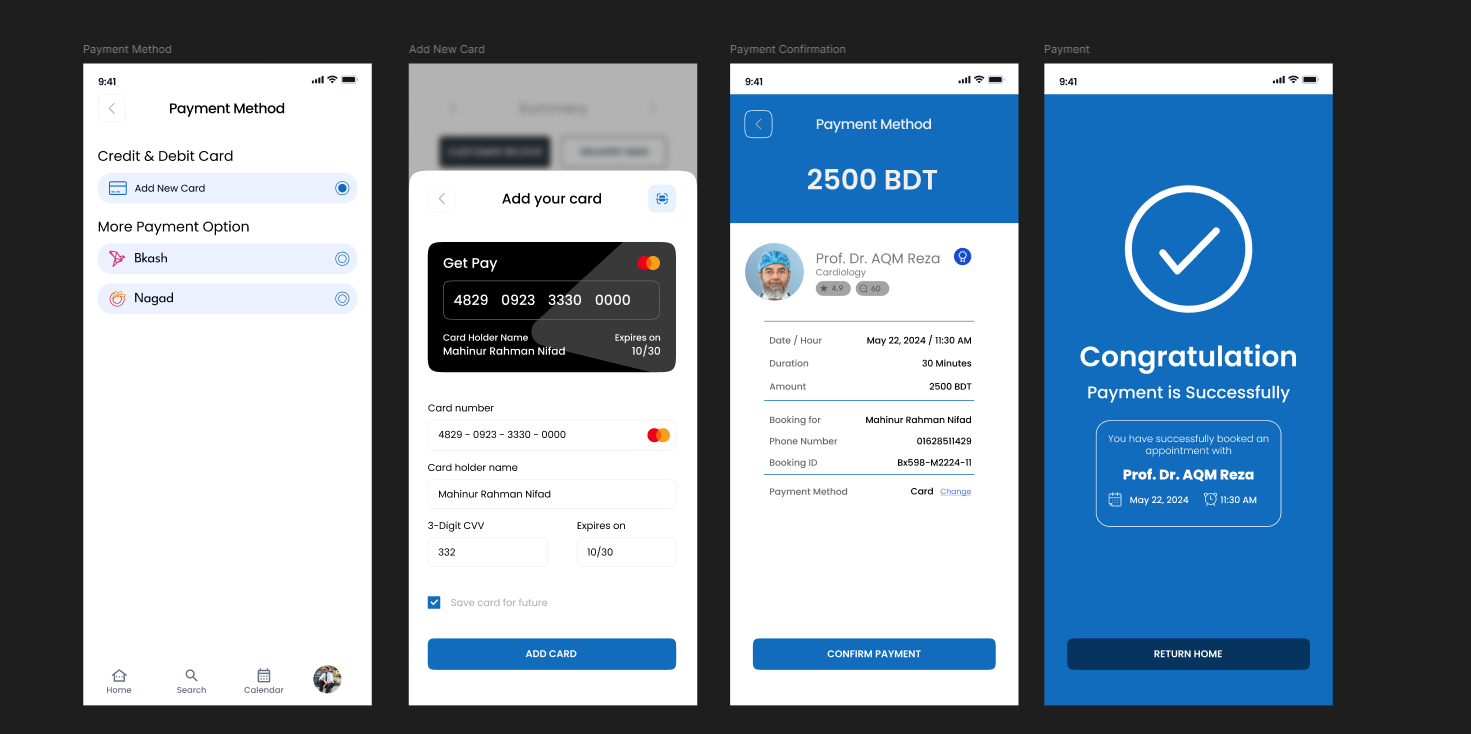 Payment Method
9:41
Payment Method
Credit & Debit Card
Add New Card
More Payment Option
Bkash
Nagad
Home
Search
Calendar
Add New Card
Summery
CUSTOMER RECEIVE
Add your card
Get Pay
4829 0923 3330 0000
Card Holder Name Expires on
Mahinur Rahman Nifad 10/30
Card number
4829 - 0923 - 3330 - 0000
Card holder name
Mahinur Rahman Nifad
3-Digit CVV Expires on
332 10/30
Save card for future
ADD CARD
Payment Confirmation
9:41
Payment Method
2500 BDT
Prof. Dr. AQM Reza
Cardiology
4.9 60
Date / Hour May 22, 2024 / 11:30 AM
Duration 30 Minutes
Amount 2500 BDT
Booking for Mahinur Rahman Nifad
Phone Number 01628511429
Booking ID Bx598-M2224-11
Payment Method Card Change
CONFIRM PAYMENT
Payment
9:41
Congratulation
Payment is Successfully
You have successfully booked an
appointment with
Prof. Dr. AQM Reza
May 22, 2024 11:30 AM
RETURN HOME